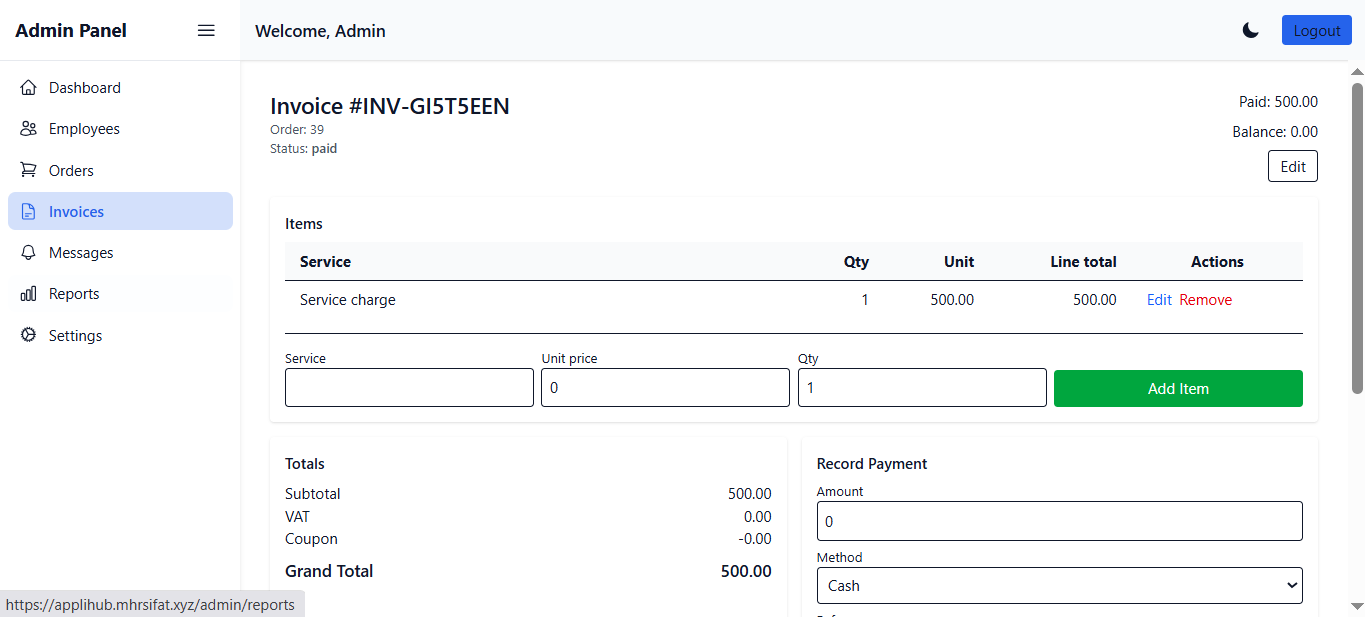 Admin Panel
Welcome, Admin
Logout
Dashboard
Employees
Orders
Invoices
Messages
Reports
Settings
Invoice #INV-GI5T5EEN
Order: 39
Status: paid
Paid: 500.00
Balance: 0.00
Edit
Items
Service Qty Unit Line total Actions
Service charge 1 500.00 500.00 Edit Remove
Service Unit price Qty
0 1 Add Item
Totals
Subtotal 500.00
VAT 0.00
Coupon -0.00
Grand Total 500.00
Record Payment
Amount
0
Method
Cash
https://applihub.mhrsifat.xyz/admin/reports